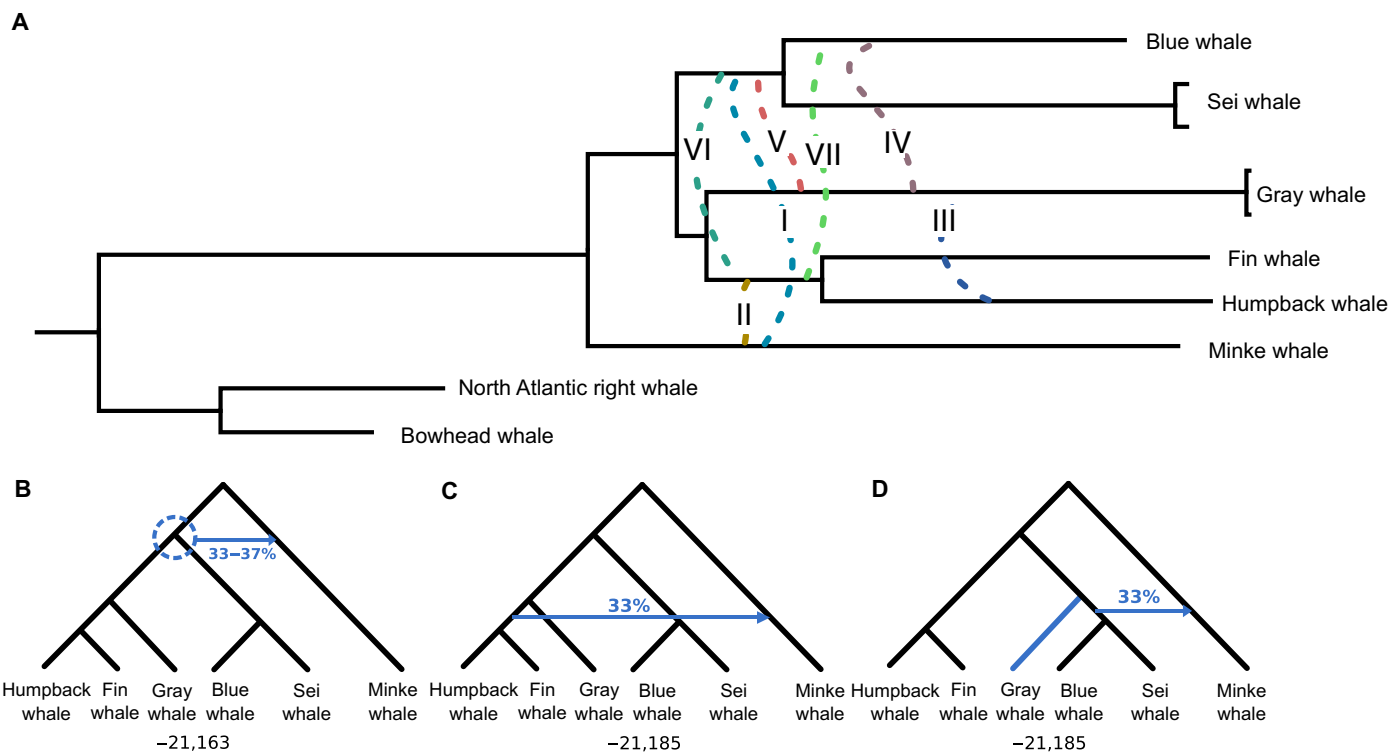 A
Blue whale
Sei whale
VI
V
VII
IV
Gray whale
I
III
Fin whale
II
Humpback whale
Minke whale
North Atlantic right whale
Bowhead whale
B
33–37%
Humpback
whale
Fin
whale
Gray
whale
Blue
whale
Sei
whale
Minke
whale
−21,163
C
33%
Humpback
whale
Fin
whale
Gray
whale
Blue
whale
Sei
whale
Minke
whale
−21,185
D
33%
Humpback
whale
Fin
whale
Gray
whale
Blue
whale
Sei
whale
Minke
whale
−21,185